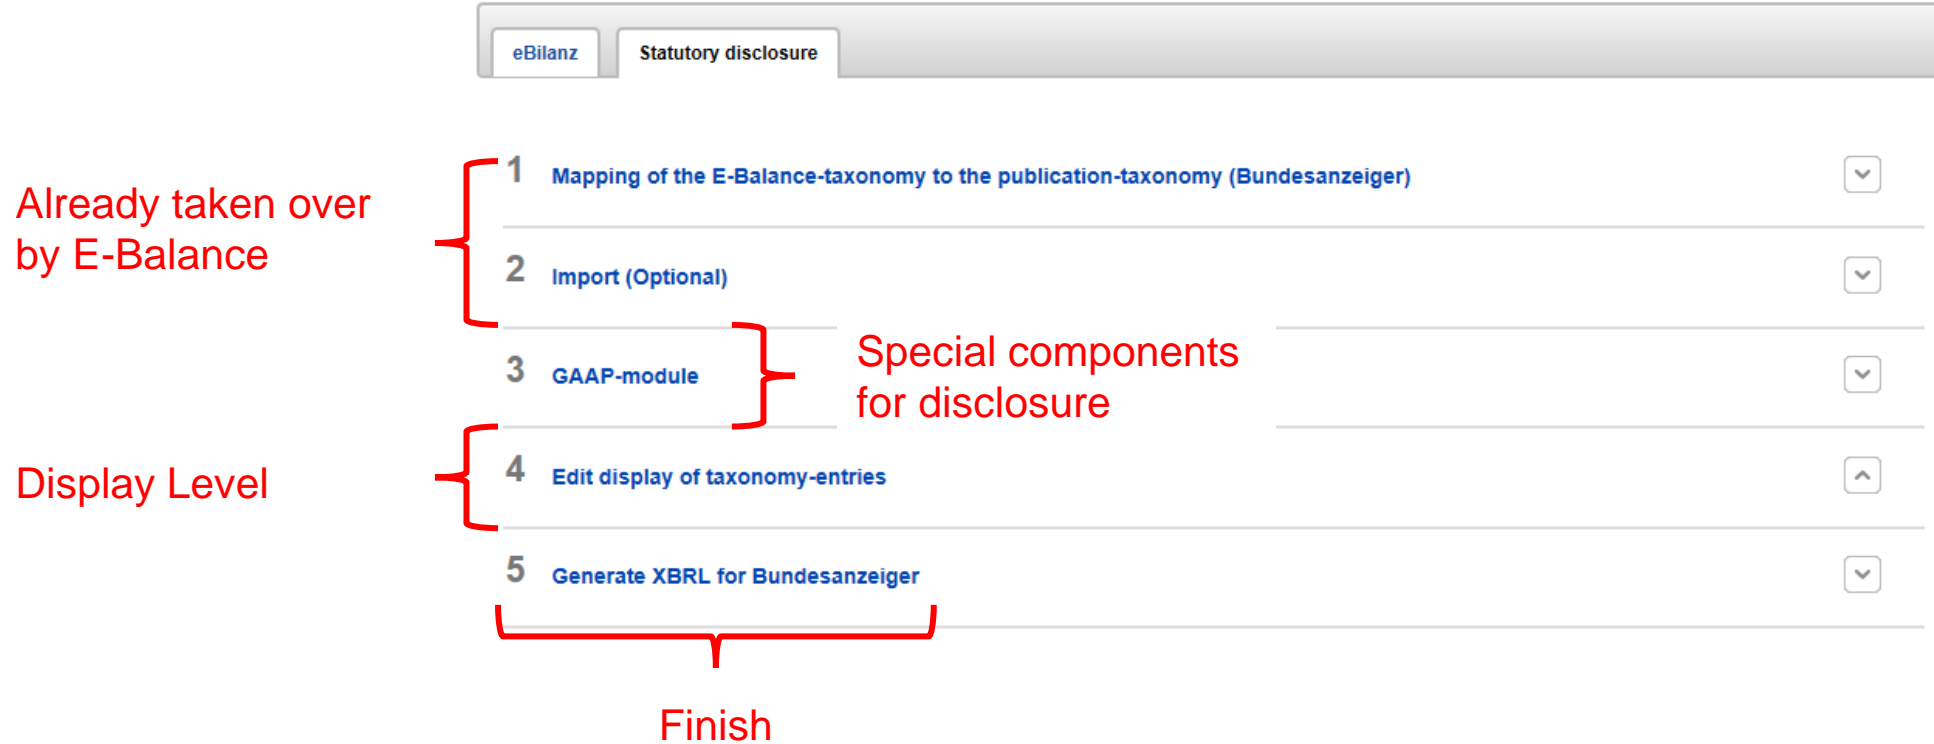 eBilanz
Statutory disclosure
1 Mapping of the E-Balance-taxonomy to the publication-taxonomy (Bundesanzeiger)
Already taken over
by E-Balance
2 Import (Optional)
3 GAAP-module
Special components
for disclosure
Display Level
4 Edit display of taxonomy-entries
5 Generate XBRL for Bundesanzeiger
Finish